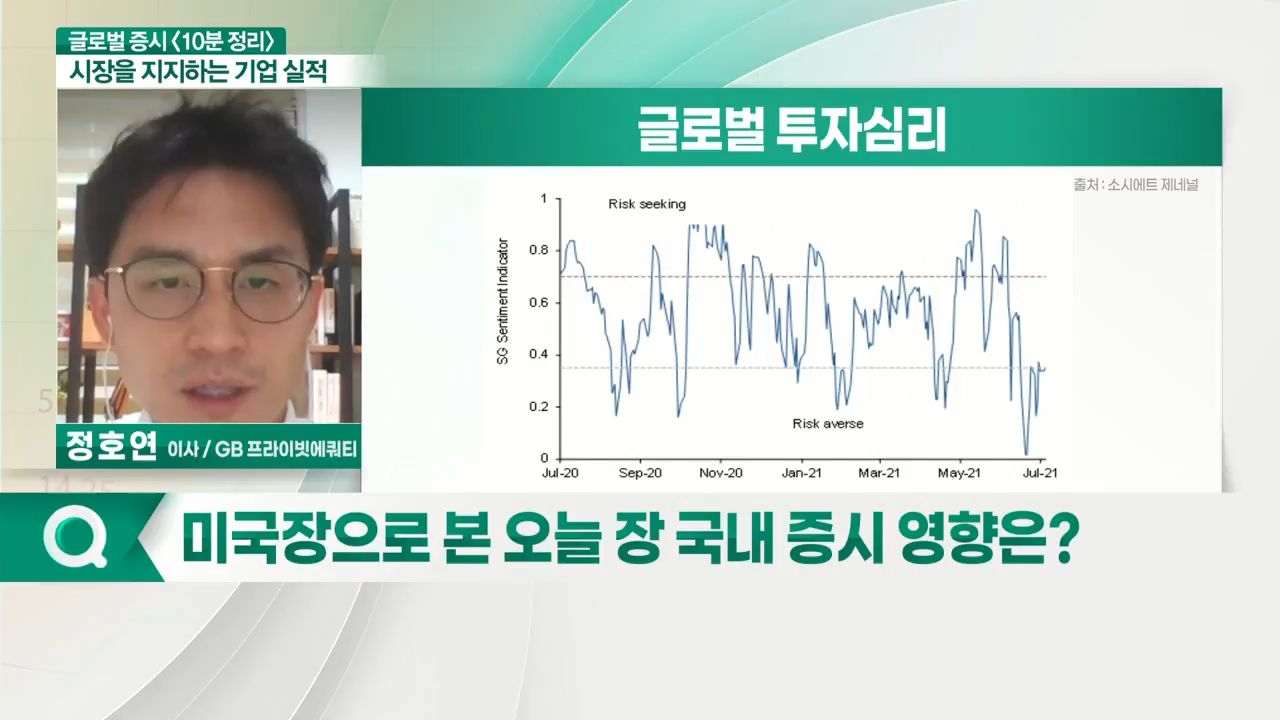 글로벌 증시 〈10분 정리〉
시장을 지지하는 기업 실적
글로벌 투자심리
출처 : 소시에트 제네널
1
0.8
0.6
0.4
0.2
0
SG Sentiment Indicator
Risk seeking
Risk averse
Jul-20 Sep-20 Nov-20 Jan-21 Mar-21 May-21 Jul-21
정호연 이사 / GB 프라이빗에쿼티
Q 미국장으로 본 오늘 장 국내 증시 영향은?